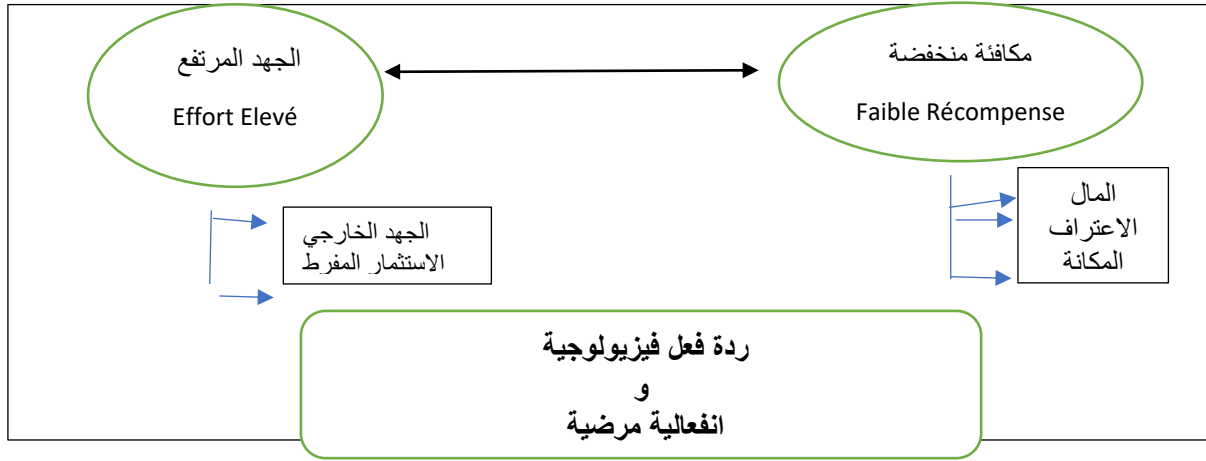 الجهد المرتفع
Effort Elevé
مكافئة منخفضة
Faible Récompense
الجهد الخارجي
الاستثمار المفرط
المال
الاعتراف
المكانة
ردة فعل فيزيولوجية
و
انفعالية مرضية